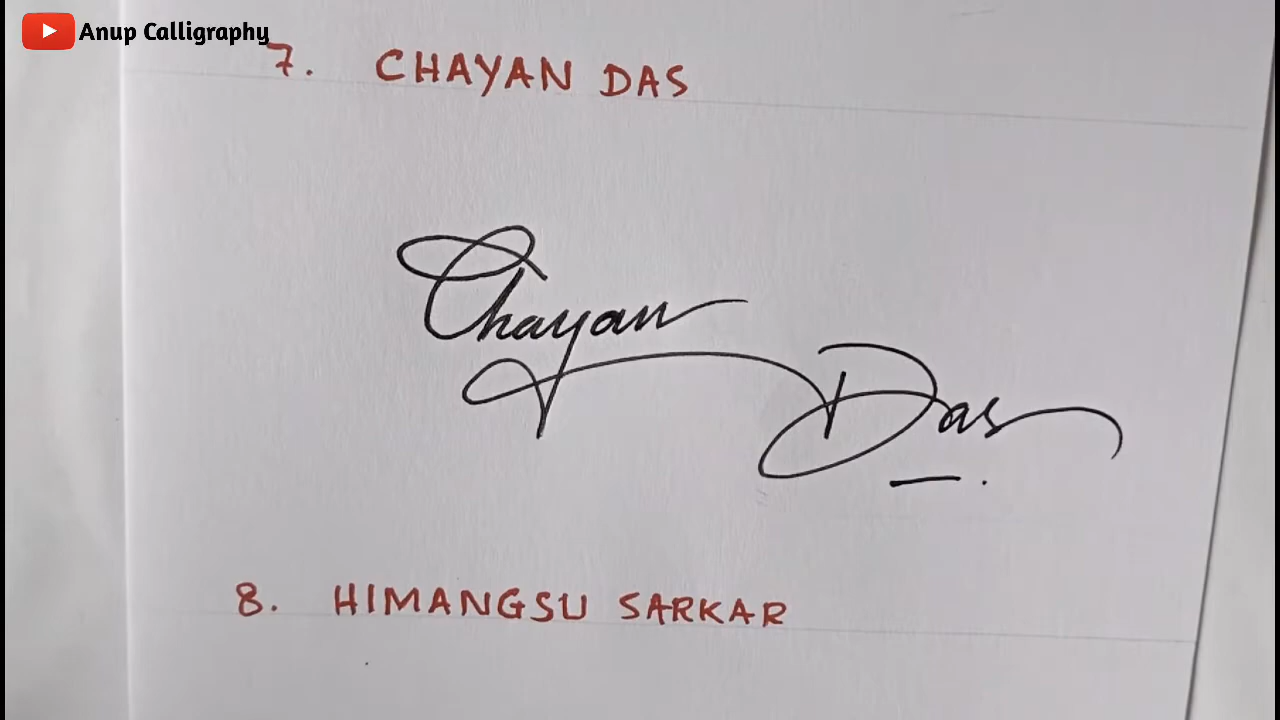 Anup Calligraphy
7. CHAYAN DAS
Chayan
Das
8. HIMANGSU SARKAR